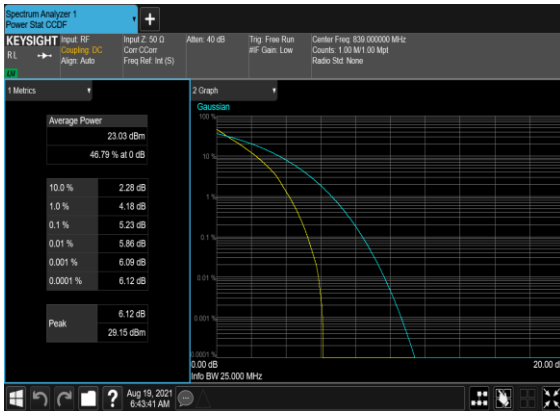 Spectrum Analyzer 1
Power Stat CCDF
+
KEYSIGHT
RL
LXI
Input: RF
Coupling: DC
Align: Auto
Input Z: 50 Ω
Corr CCorr
Freq Ref: Int (S)
Atten: 40 dB
Trig: Free Run
#IF Gain: Low
Center Freq: 839.000000 MHz
Counts: 1.00 M/1.00 Mpt
Radio Std: None
1 Metrics
Average Power
23.03 dBm
46.79 % at 0 dB
10.0 % 2.28 dB
1.0 % 4.18 dB
0.1 % 5.23 dB
0.01 % 5.86 dB
0.001 % 6.09 dB
0.0001 % 6.12 dB
Peak
6.12 dB
29.15 dBm
2 Graph
Gaussian
100 %
10 %
1 %
0.1 %
0.01 %
0.001 %
0.0001 %
0.00 dB
20.00 d
Info BW 25.000 MHz
?
Aug 19, 2021
6:43:41 AM